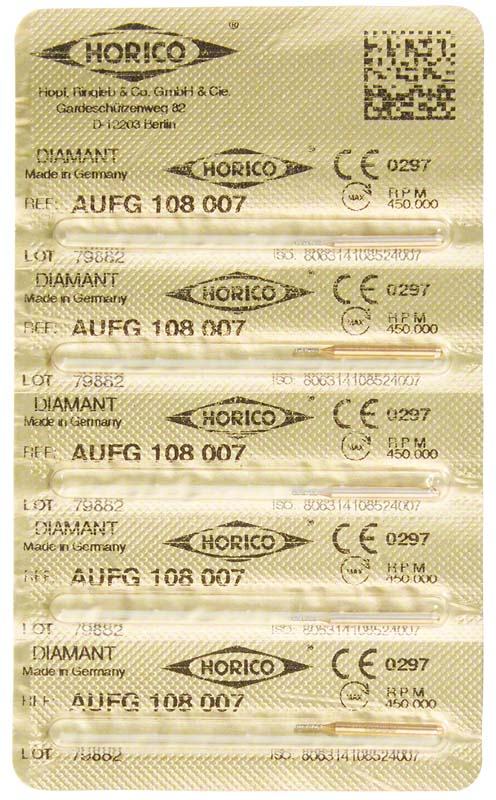 HORICO ®
Hopf, Ringleb & Co. GmbH & Cie.
Gardeschützenweg 82
D-12203 Berlin
DIAMANT HORICO ® CE 0297
Made in Germany MAX RPM
REF: AUFG 108 007 450.000
LOT 79882 ISO: 806314108524007
DIAMANT HORICO ® CE 0297
Made in Germany MAX RPM
REF: AUFG 108 007 450.000
LOT 79882 ISO: 806314108524007
DIAMANT HORICO ® CE 0297
Made in Germany MAX RPM
REF: AUFG 108 007 450.000
LOT 79882 ISO: 806314108524007
DIAMANT HORICO ® CE 0297
Made in Germany MAX RPM
REF: AUFG 108 007 450.000
LOT 79882 ISO: 806314108524007
DIAMANT HORICO ® CE 0297
Made in Germany MAX RPM
REF: AUFG 108 007 450.000
LOT 79882 ISO: 806314108524007